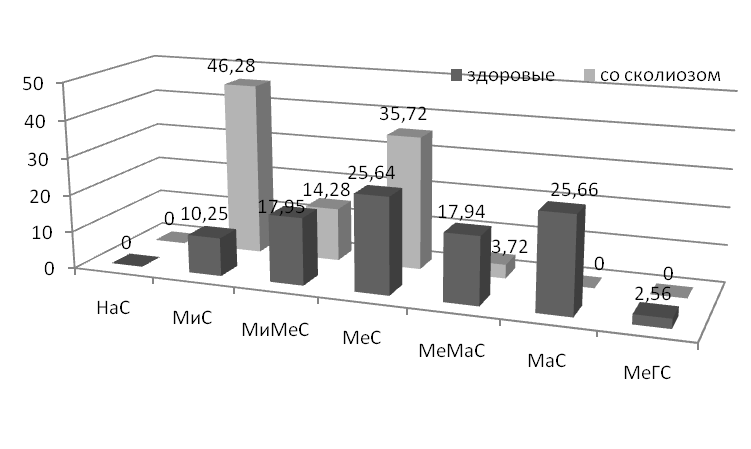 46,28
здоровые со сколиозом
50
35,72
40
30
25,64
25,66
14,28
20
17,95
17,94
0
10,25
10
0
3,72
0
0
2,56
0
НаС
МиС
МиМеС
МеС
МеМаС
МаС
МеГС